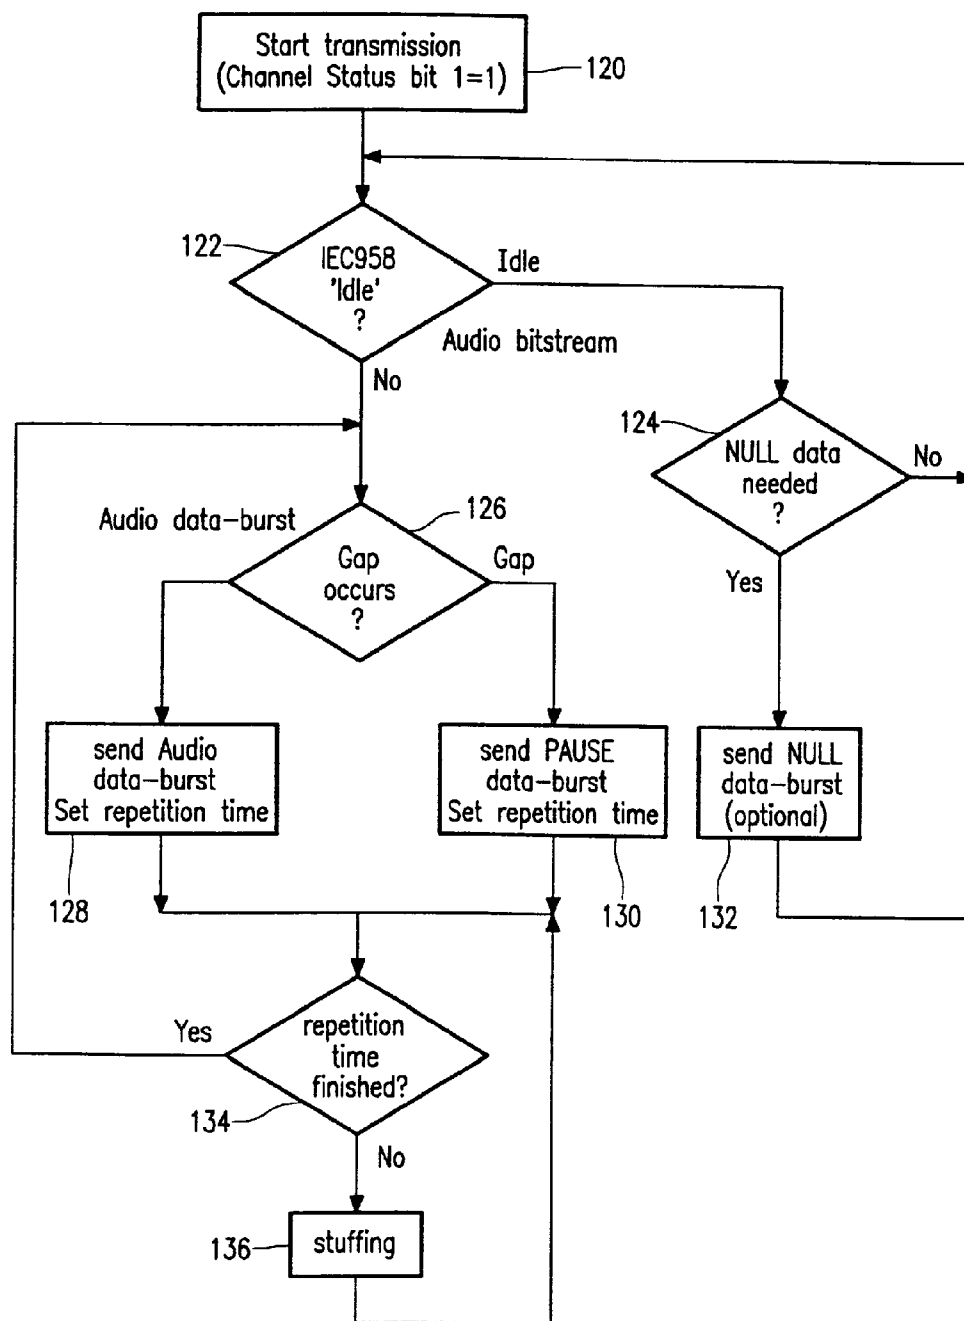 Start transmission
(Channel Status bit 1=1)
120
122
IEC958
'Idle'
?
Idle
Audio bitstream
No
124
NULL data
needed
?
No
Yes
Audio data-burst
126
Gap
occurs
?
Gap
send Audio
data-burst
Set repetition time
128
send PAUSE
data-burst
Set repetition time
130
send NULL
data-burst
(optional)
132
Yes
repetition
time
finished?
134
No
136
stuffing